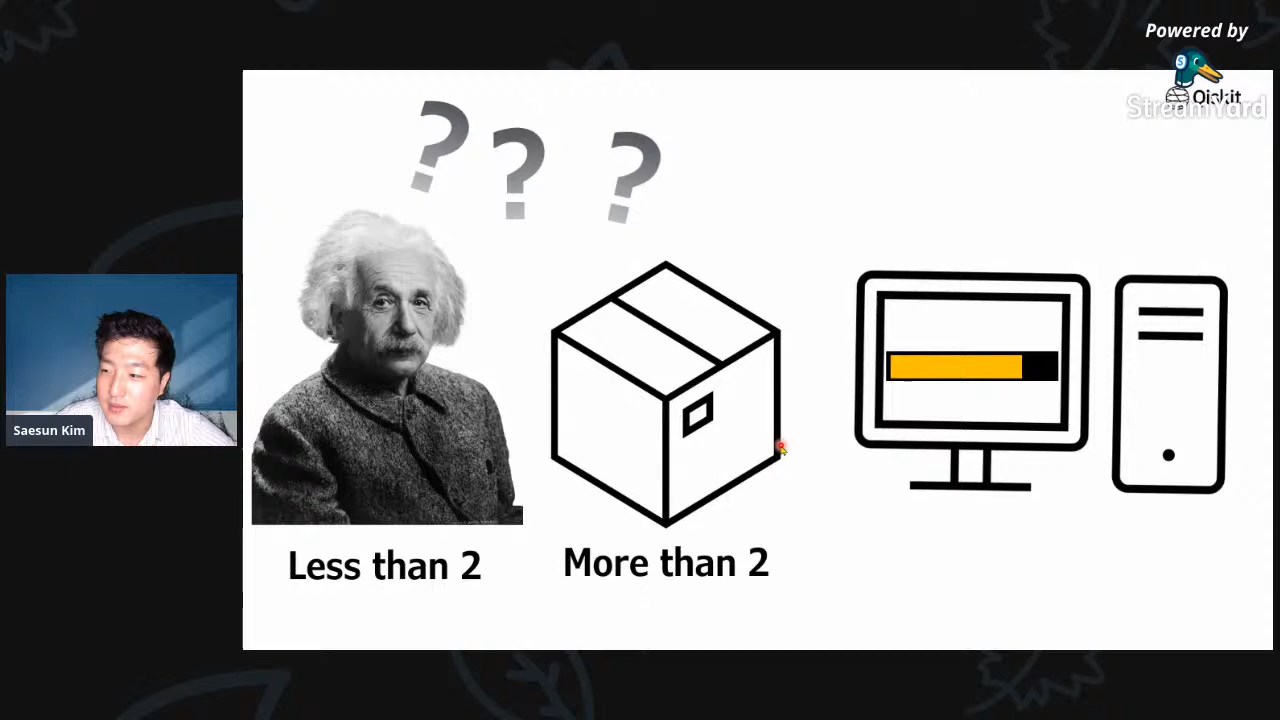 Powered by
Qiskit
StreamYard
? ? ?
Saesun Kim
Less than 2
More than 2